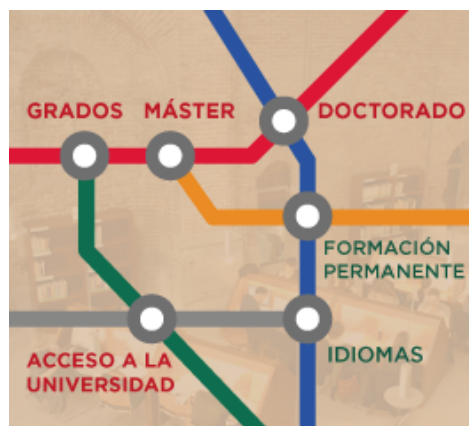 GRADOS MÁSTER DOCTORADO
FORMACIÓN
PERMANENTE
ACCESO A LA
UNIVERSIDAD
IDIOMAS